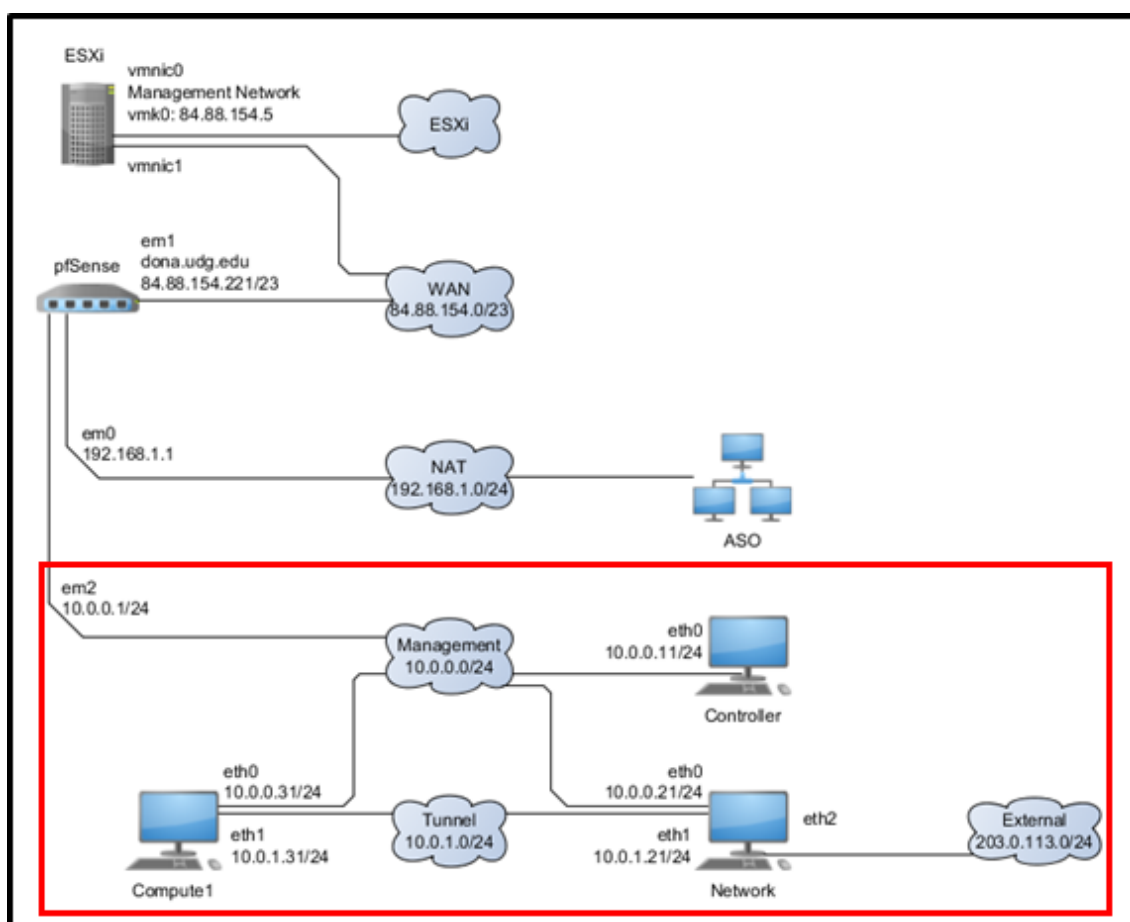 ESXi
vmnic0
Management Network
vmk0: 84.88.154.5
ESXi
vmnic1
em1
dona.udg.edu
84.88.154.221/23
pfSense
WAN
84.88.154.0/23
em0
192.168.1.1
NAT
192.168.1.0/24
ASO
em2
10.0.0.1/24
Management
10.0.0.0/24
eth0
10.0.0.11/24
Controller
eth0
10.0.0.31/24
eth1
10.0.1.31/24
Compute1
Tunnel
10.0.1.0/24
eth0
10.0.0.21/24
eth1
10.0.1.21/24
eth2
Network
External
203.0.113.0/24